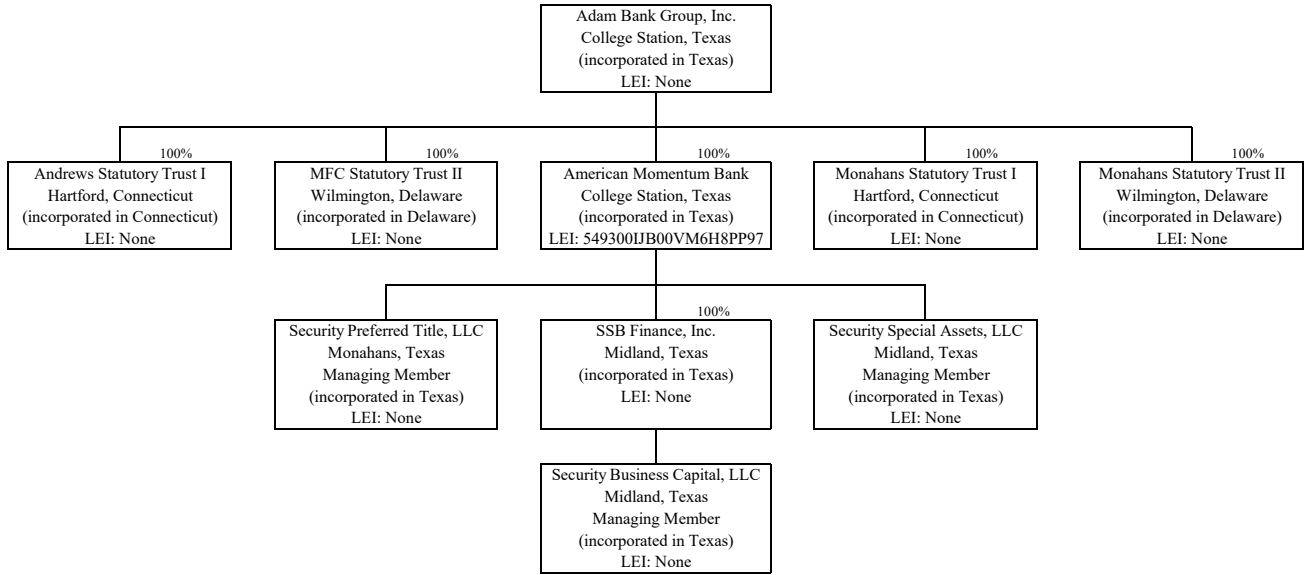 Adam Bank Group, Inc.
College Station, Texas
(incorporated in Texas)
LEI: None
100%
Andrews Statutory Trust I
Hartford, Connecticut
(incorporated in Connecticut)
LEI: None
100%
MFC Statutory Trust II
Wilmington, Delaware
(incorporated in Delaware)
LEI: None
100%
American Momentum Bank
College Station, Texas
(incorporated in Texas)
LEI: 549300IJB00VM6H8PP97
100%
Monahans Statutory Trust I
Hartford, Connecticut
(incorporated in Connecticut)
LEI: None
100%
Monahans Statutory Trust II
Wilmington, Delaware
(incorporated in Delaware)
LEI: None
Security Preferred Title, LLC
Monahans, Texas
Managing Member
(incorporated in Texas)
LEI: None
100%
SSB Finance, Inc.
Midland, Texas
(incorporated in Texas)
LEI: None
Security Special Assets, LLC
Midland, Texas
Managing Member
(incorporated in Texas)
LEI: None
Security Business Capital, LLC
Midland, Texas
Managing Member
(incorporated in Texas)
LEI: None